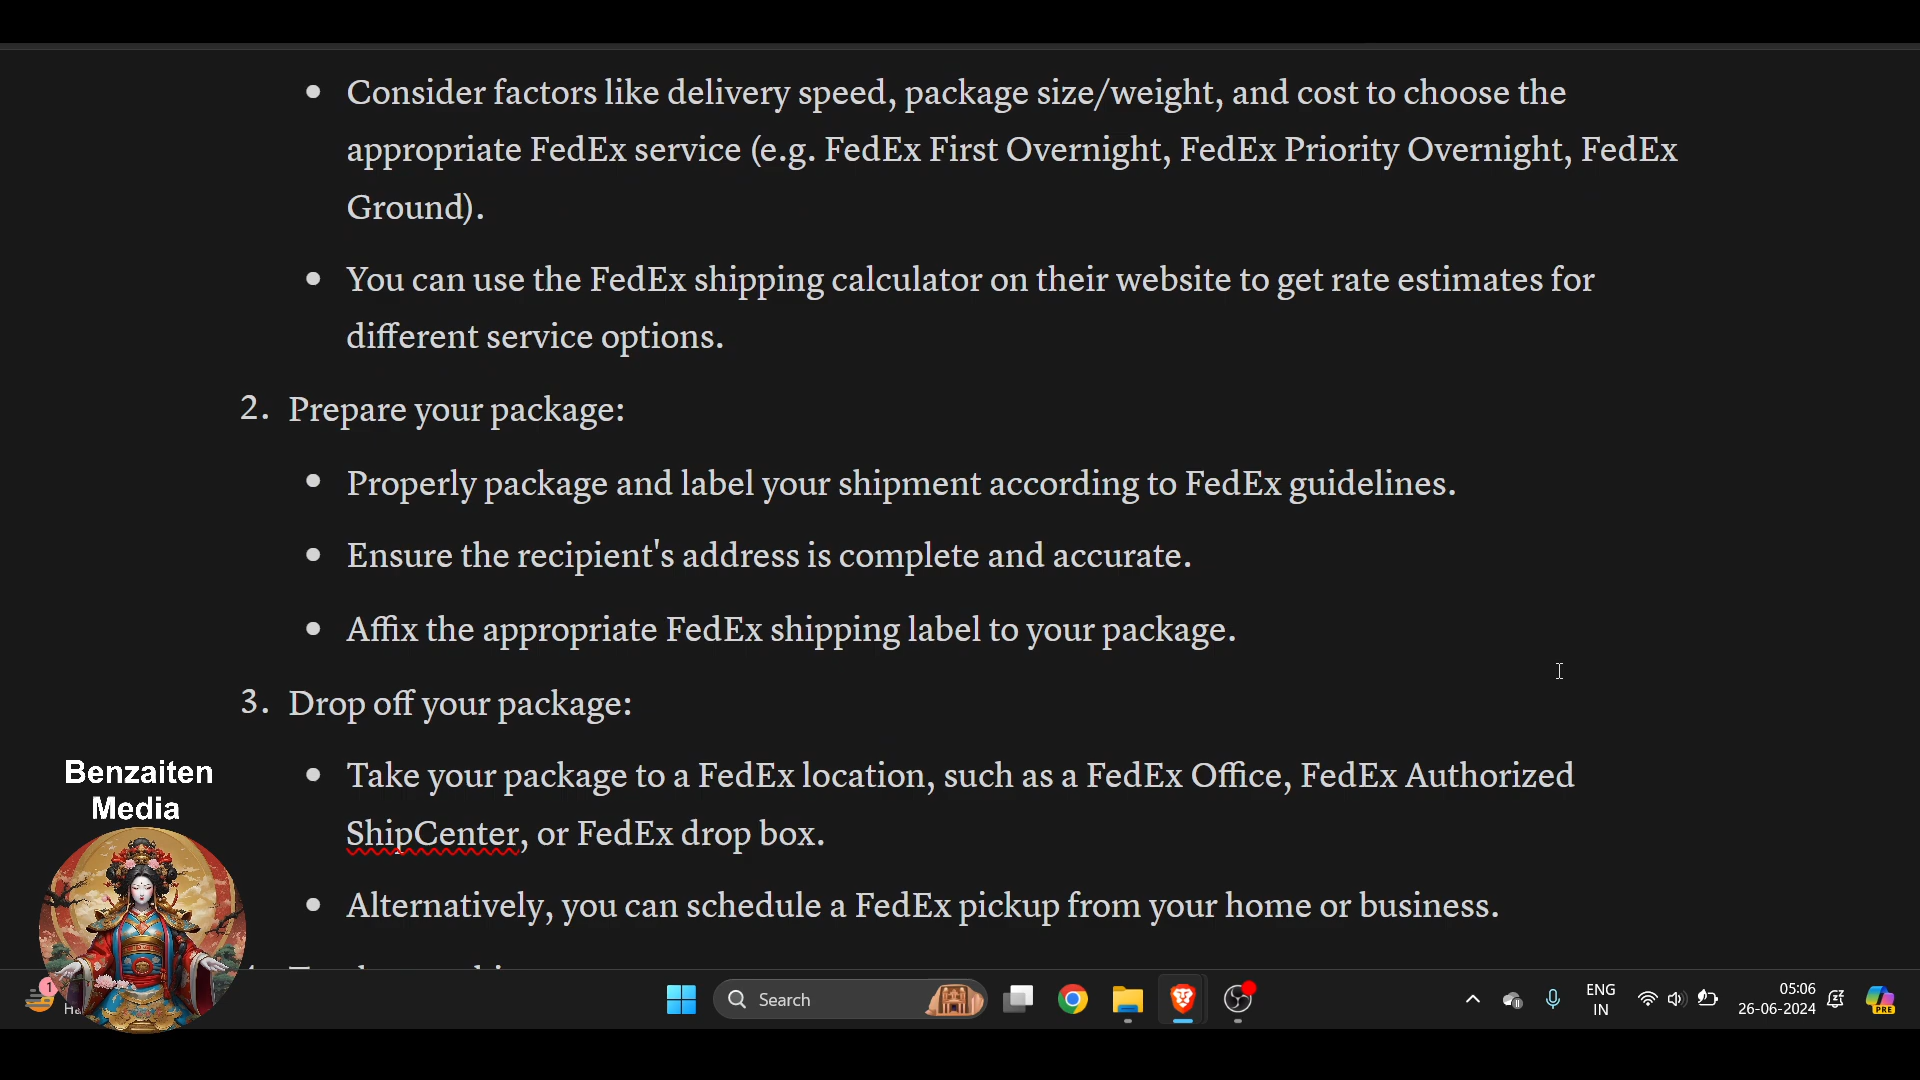 • Consider factors like delivery speed, package size/weight, and cost to choose the
appropriate FedEx service (e.g. FedEx First Overnight, FedEx Priority Overnight, FedEx
Ground).
• You can use the FedEx shipping calculator on their website to get rate estimates for
different service options.
2. Prepare your package:
• Properly package and label your shipment according to FedEx guidelines.
• Ensure the recipient's address is complete and accurate.
• Affix the appropriate FedEx shipping label to your package.
3. Drop off your package:
• Take your package to a FedEx location, such as a FedEx Office, FedEx Authorized
ShipCenter, or FedEx drop box.
• Alternatively, you can schedule a FedEx pickup from your home or business.
Benzaiten
Media
1
Search
ENG
IN
05:06
26-06-2024
PRE